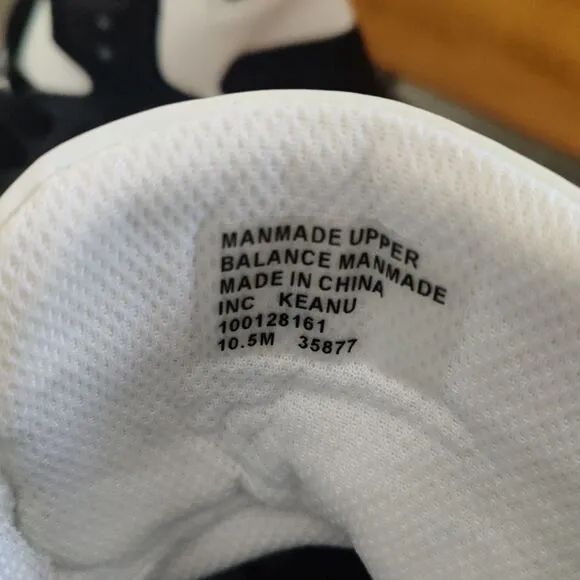 MANMADE UPPER
BALANCE MANMADE
MADE IN CHINA
INC KEANU
100128161
10.5M 35877